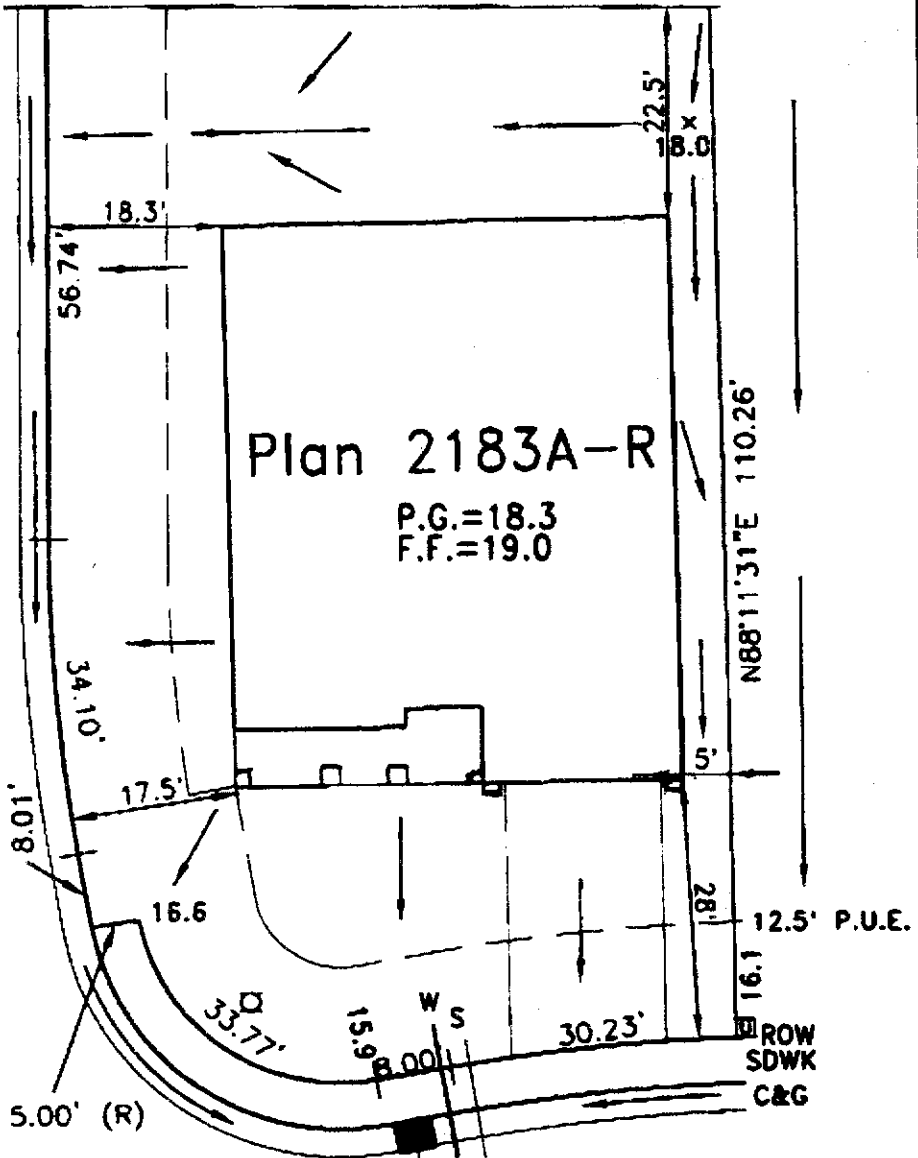 22.5'
x
18.0
18.3'
56.74'
Plan 2183A-R
P.G.=18.3
F.F.=19.0
N88°11'31"E 110.26'
34.10'
5'
17.5'
8.01'
28'
16.6
12.5' P.U.E.
16.1
33.77'
15.9
W
S
8.00'
30.23'
ROW
SDWK
C&G
5.00' (R)